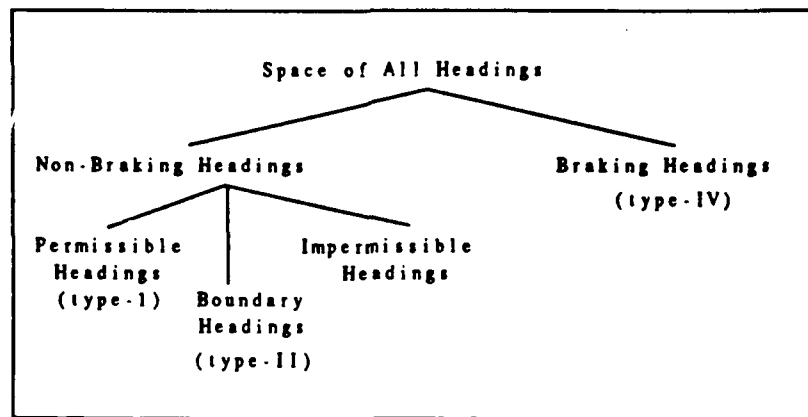 Space of All Headings
Non-Braking Headings
Braking Headings
(type-IV)
Permissible
Headings
(type-I)
Impermissible
Headings
Boundary
Headings
(type-II)